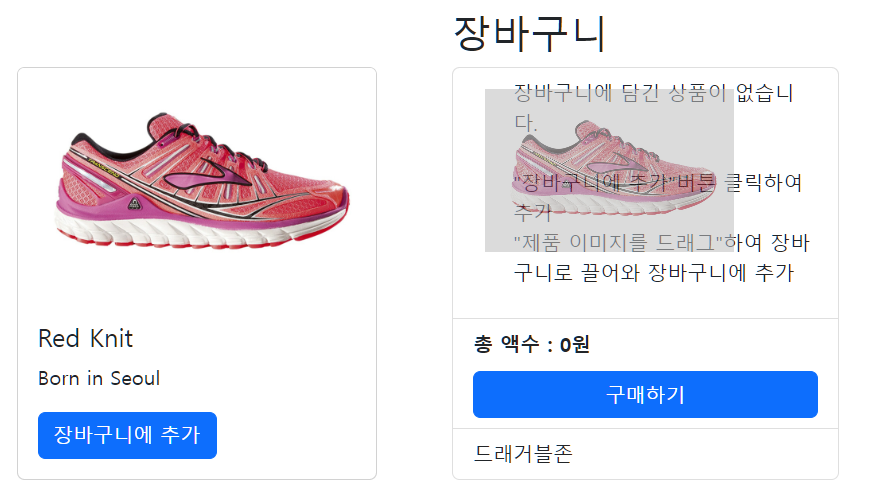 장바구니
장바구니에 담긴 상품이 없습니
다.
"장바구니에 추가"버튼 클릭하여
추가
"제품 이미지를 드래그"하여 장바
구니로 끌어와 장바구니에 추가
총 액수 : 0원
구매하기
드래거블존
Red Knit
Born in Seoul
장바구니에 추가